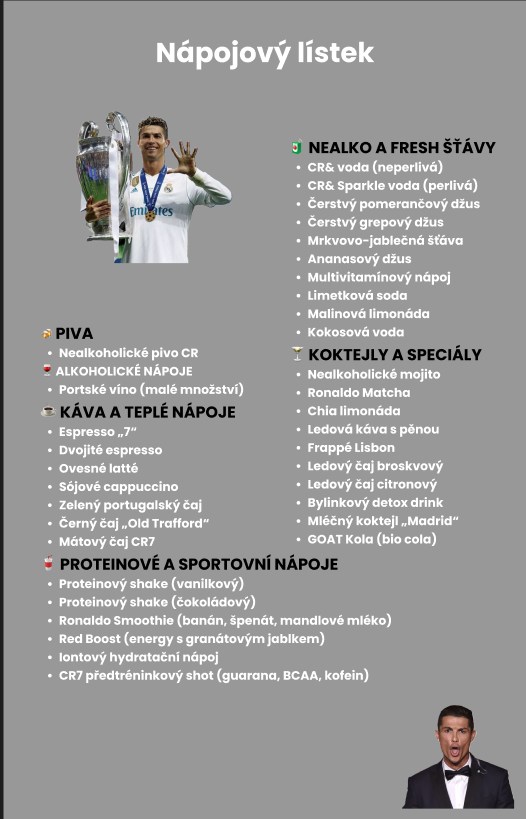 Nápojový lístek
Emirates
PIVA
• Nealkoholické pivo CR
ALKOHOLICKÉ NÁPOJE
• Portské víno (malé množství)
KÁVA A TEPLÉ NÁPOJE
• Espresso „7“
• Dvojité espresso
• Ovesné latté
• Sójové cappuccino
• Zelený portugalský čaj
• Černý čaj „Old Trafford“
• Mátový čaj CR7
NEALKO A FRESH ŠŤÁVY
• CR& voda (neperlivá)
• CR& Sparkle voda (perlivá)
• Čerstvý pomerančový džus
• Čerstvý grepový džus
• Mrkvovo-jablečná šťáva
• Ananasový džus
• Multivitamínový nápoj
• Limetková soda
• Malinová limonáda
• Kokosová voda
KOKTEJLY A SPECIÁLY
• Nealkoholické mojito
• Ronaldo Matcha
• Chia limonáda
• Ledová káva s pěnou
• Frappé Lisbon
• Ledový čaj broskvový
• Ledový čaj citronový
• Bylinkový detox drink
• Mléčný koktejl „Madrid“
• GOAT Kola (bio cola)
PROTEINOVÉ A SPORTOVNÍ NÁPOJE
• Proteinový shake (vanilkový)
• Proteinový shake (čokoládový)
• Ronaldo Smoothie (banán, špenát, mandlové mléko)
• Red Boost (energy s granátovým jablkem)
• Iontový hydratační nápoj
• CR7 předtréninkový shot (guarana, BCAA, kofein)